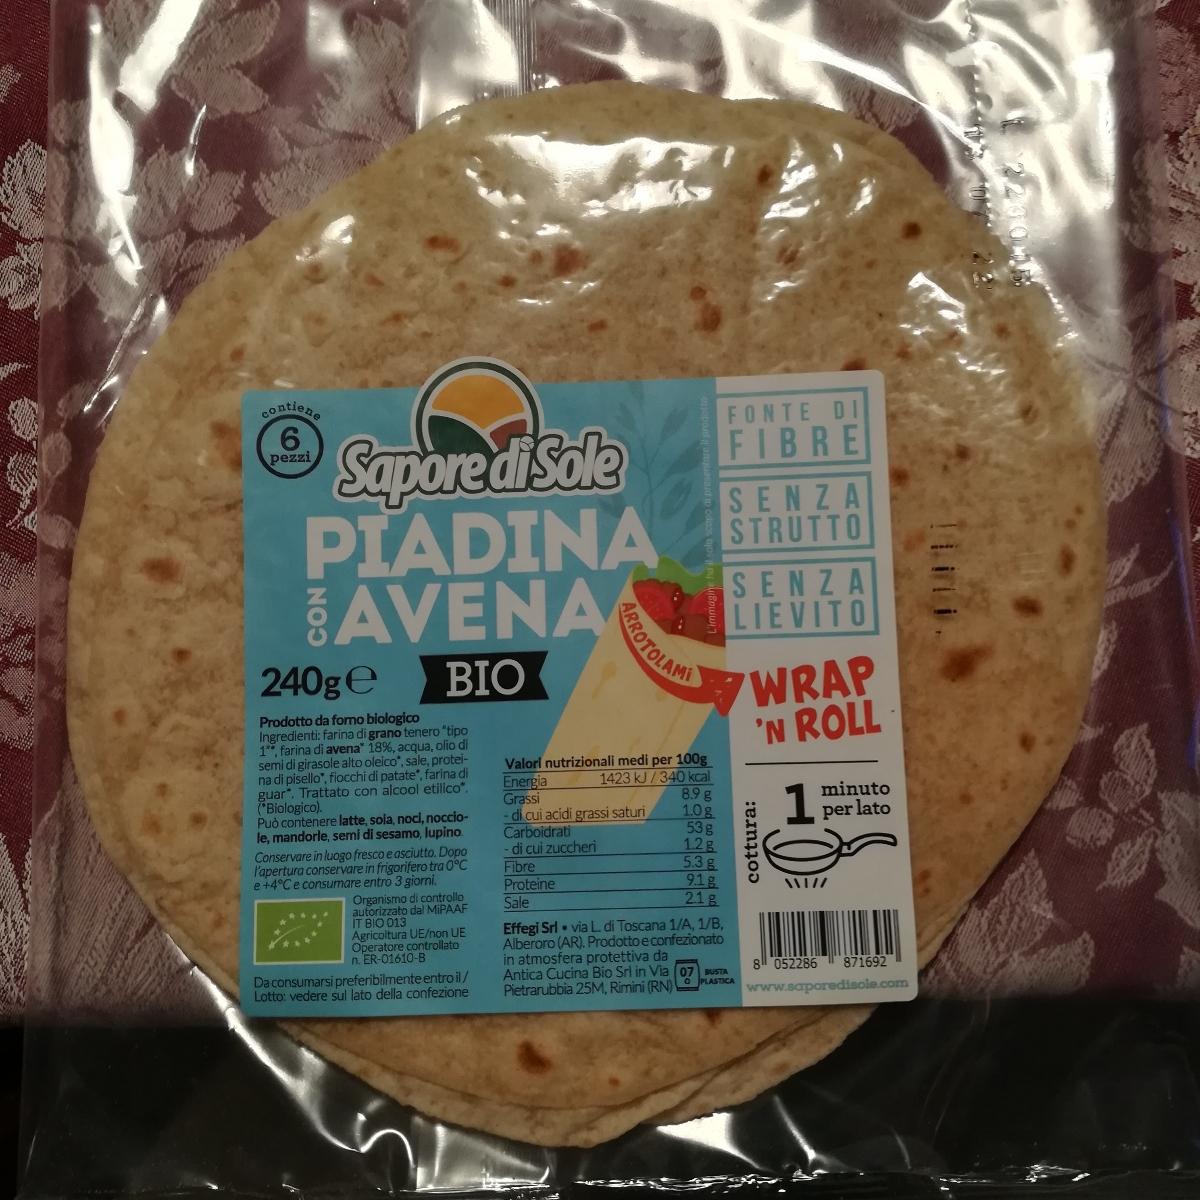 contiene
6
pezzi
Sapore di Sole
PIADINA
CON AVENA
BIO
240g ℮
ARROTOLAMI
Prodotto da forno biologico
Ingredienti: farina di grano tenero "tipo
1"*, farina di avena* 18%, acqua, olio di
semi di girasole alto oleico*, sale, protei-
na di pisello*, fiocchi di patate*, farina di
guar*. Trattato con alcool etilico*.
(*Biologico).
Può contenere latte, soia, noci, noccio-
le, mandorle, semi di sesamo, lupino.
Conservare in luogo fresco e asciutto. Dopo
l'apertura conservare in frigorifero tra 0°C
e +4°C e consumare entro 3 giorni.
Organismo di controllo
autorizzato dal MiPAAF
IT BIO 013
Agricoltura UE/non UE
Operatore controllato
n. ER-01610-B
Da consumarsi preferibilmente entro il /
Lotto: vedere sul lato della confezione
Valori nutrizionali medi per 100g
Energia 1423 kJ / 340 kcal
Grassi 8.9 g
- di cui acidi grassi saturi 1.0 g
Carboidrati 53 g
- di cui zuccheri 1.2 g
Fibre 5.3 g
Proteine 9.1 g
Sale 2.1 g
Effegi Srl • via L. di Toscana 1/A, 1/B,
Alberoro (AR). Prodotto e confezionato
in atmosfera protettiva da
Antica Cucina Bio Srl in Via
Pietrarubbia 25M, Rimini (RN)
07
BUSTA
PLASTICA
L'immagine ha il solo scopo di presentare il prodotto
FONTE DI
FIBRE
SENZA
STRUTTO
SENZA
LIEVITO
WRAP
'N ROLL
cottura:
1 minuto
per lato
8 052286 871692
www.saporedisole.com